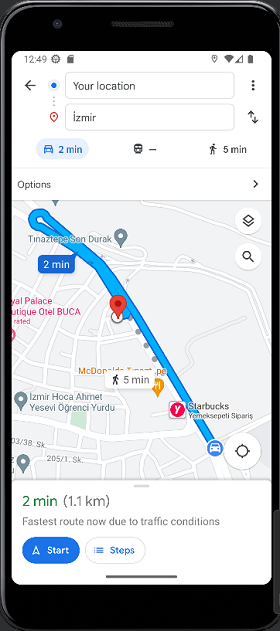 12:49
Your location
İzmir
2 min
–
5 min
Options
Tınaztepe Son Durak
2 min
yal Palace
utique Otel BUCA
rated
McDonalds
5 min
İzmir Hoca Ahmet
Yesevi Öğrenci
Yurdu
Starbucks
Yemeksepeti Sipariş
03/38. Sk.
205/1. Sk.
2 min (1.1 km)
Fastest route now due to traffic conditions
Start
Steps